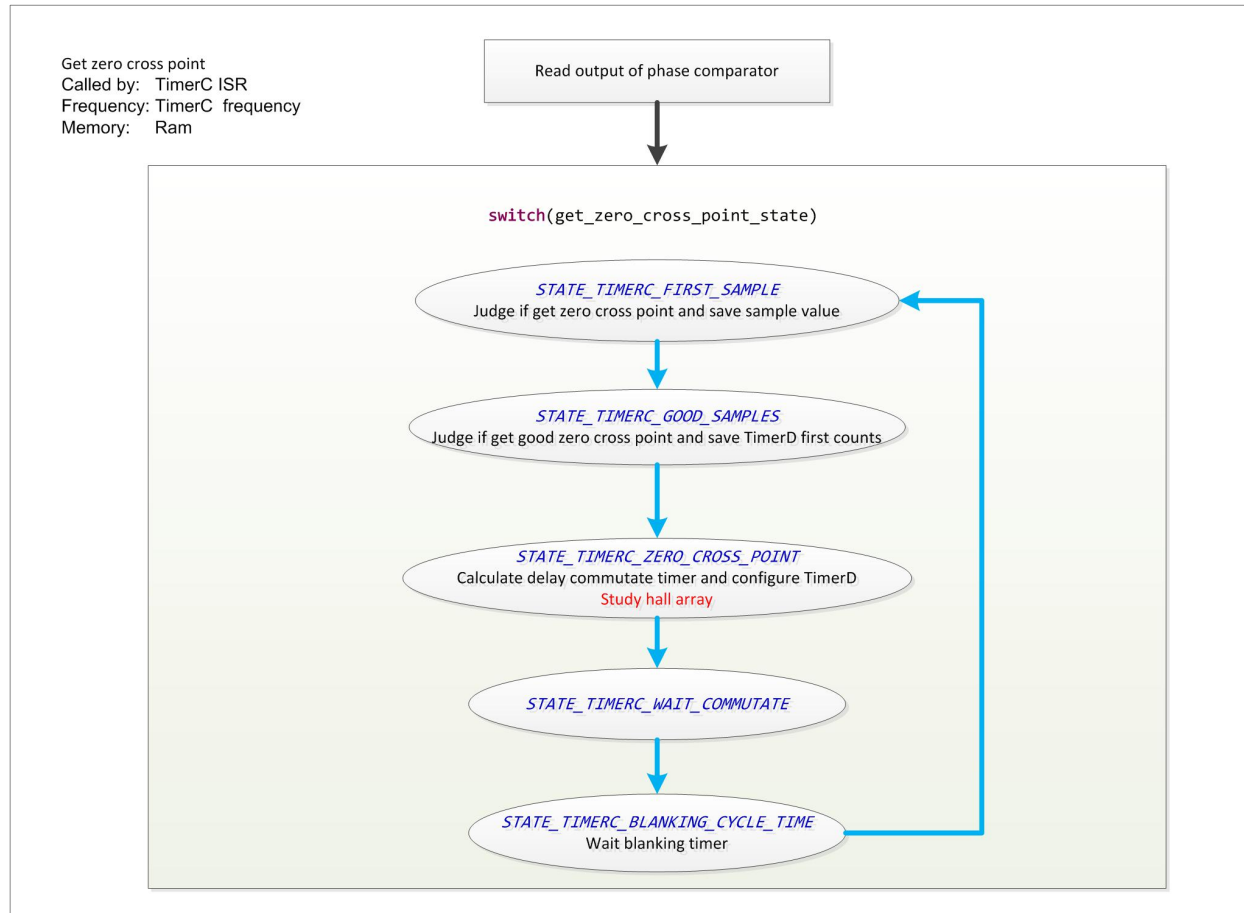 Get zero cross point
Called by: TimerC ISR
Frequency: TimerC frequency
Memory: Ram
Read output of phase comparator
switch(get_zero_cross_point_state)
STATE_TIMERC_FIRST_SAMPLE
Judge if get zero cross point and save sample value
STATE_TIMERC_GOOD_SAMPLES
Judge if get good zero cross point and save TimerD first counts
STATE_TIMERC_ZERO_CROSS_POINT
Calculate delay commutate timer and configure TimerD
Study hall array
STATE_TIMERC_WAIT_COMMUTATE
STATE_TIMERC_BLANKING_CYCLE_TIME
Wait blanking timer